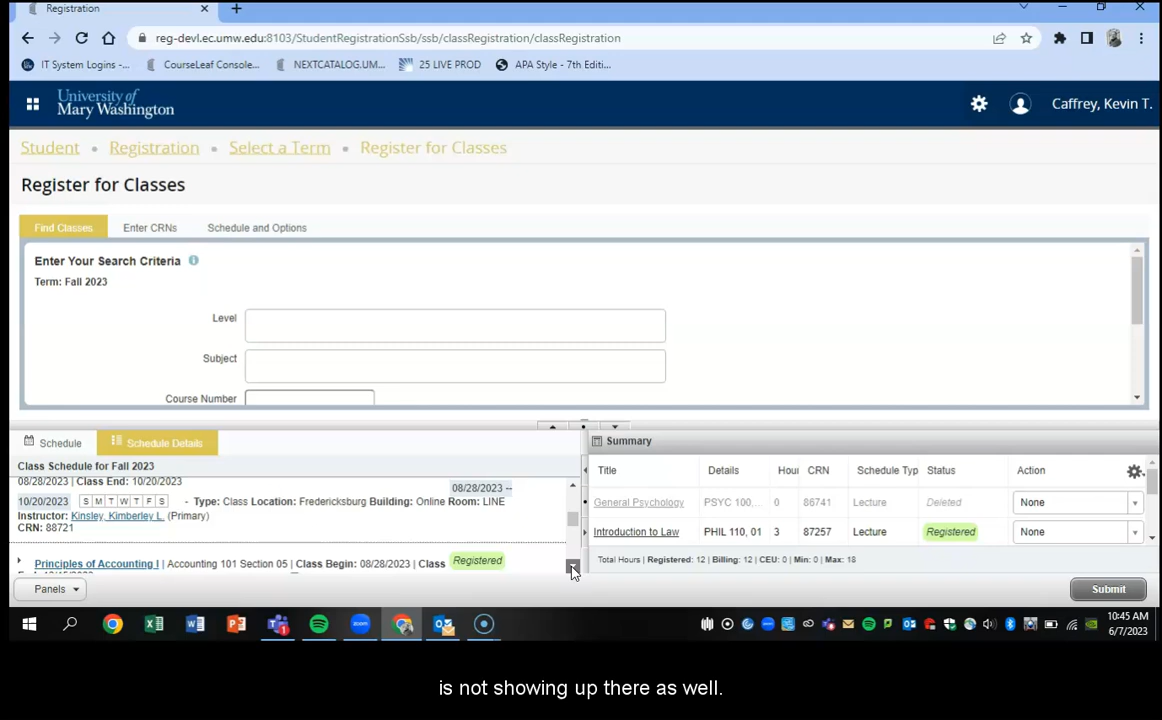 Registration
reg-devl.ec.umw.edu:8103/StudentRegistrationSsb/ssb/classRegistration/classRegistration
IT System Logins -... CourseLeaf Console... NEXTCATALOG.UM... 25 LIVE PROD APA Style - 7th Editi...
University of
Mary Washington
Caffrey, Kevin T.
Student • Registration • Select a Term • Register for Classes
Register for Classes
Find Classes Enter CRNs Schedule and Options
Enter Your Search Criteria
Term: Fall 2023
Level
Subject
Course Number
Schedule Schedule Details
Summary
Class Schedule for Fall 2023
Title Details Hou CRN Schedule Typ Status Action
08/28/2023 | Class End: 10/20/2023
08/28/2023 --
10/20/2023 S M T W T F S - Type: Class Location: Fredericksburg Building: Online Room: LINE
Instructor: Kinsley, Kimberley L. (Primary)
CRN: 88721
General Psychology PSYC 100, ... 0 86741 Lecture Deleted None
Introduction to Law PHIL 110, 01 3 87257 Lecture Registered None
Principles of Accounting I | Accounting 101 Section 05 | Class Begin: 08/28/2023 | Class
Registered
Total Hours | Registered: 12 | Billing: 12 | CEU: 0 | Min: 0 | Max: 18
Panels
Submit
10:45 AM
6/7/2023
is not showing up there as well.